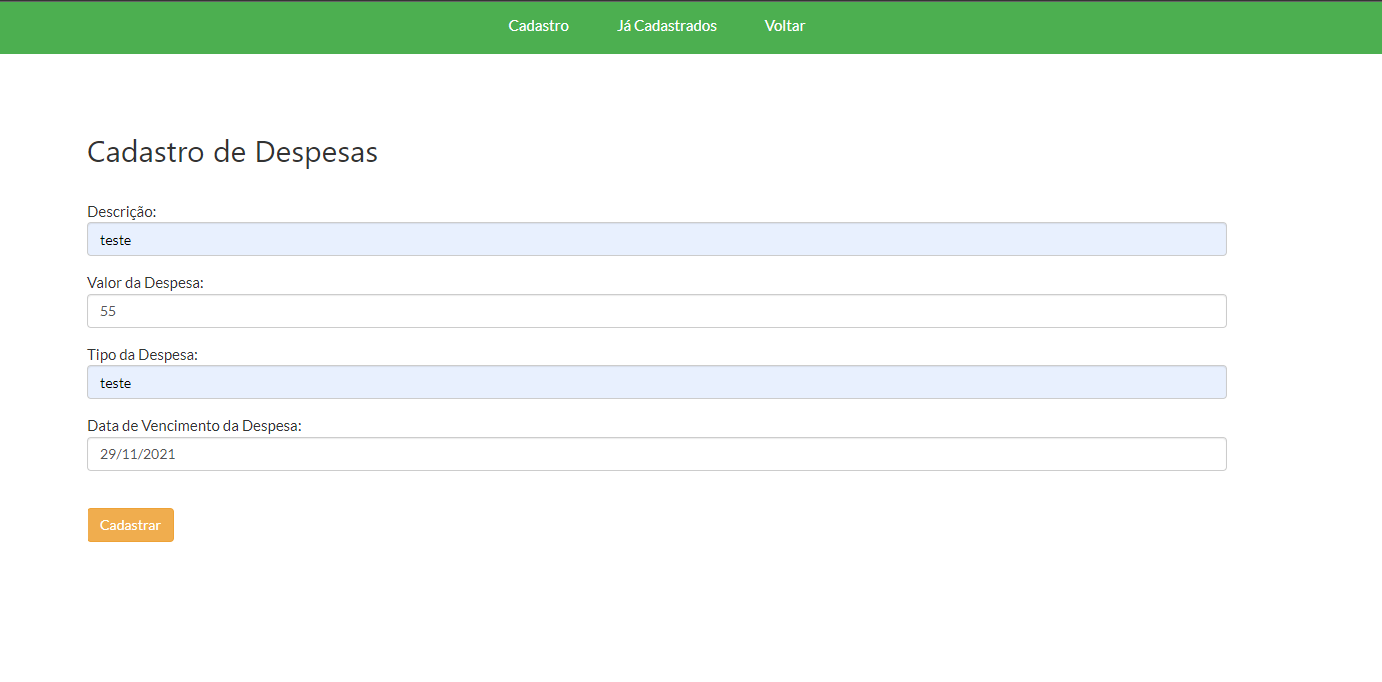 Cadastro Já Cadastrados Voltar
Cadastro de Despesas
Descrição:
teste
Valor da Despesa:
55
Tipo da Despesa:
teste
Data de Vencimento da Despesa:
29/11/2021
Cadastrar